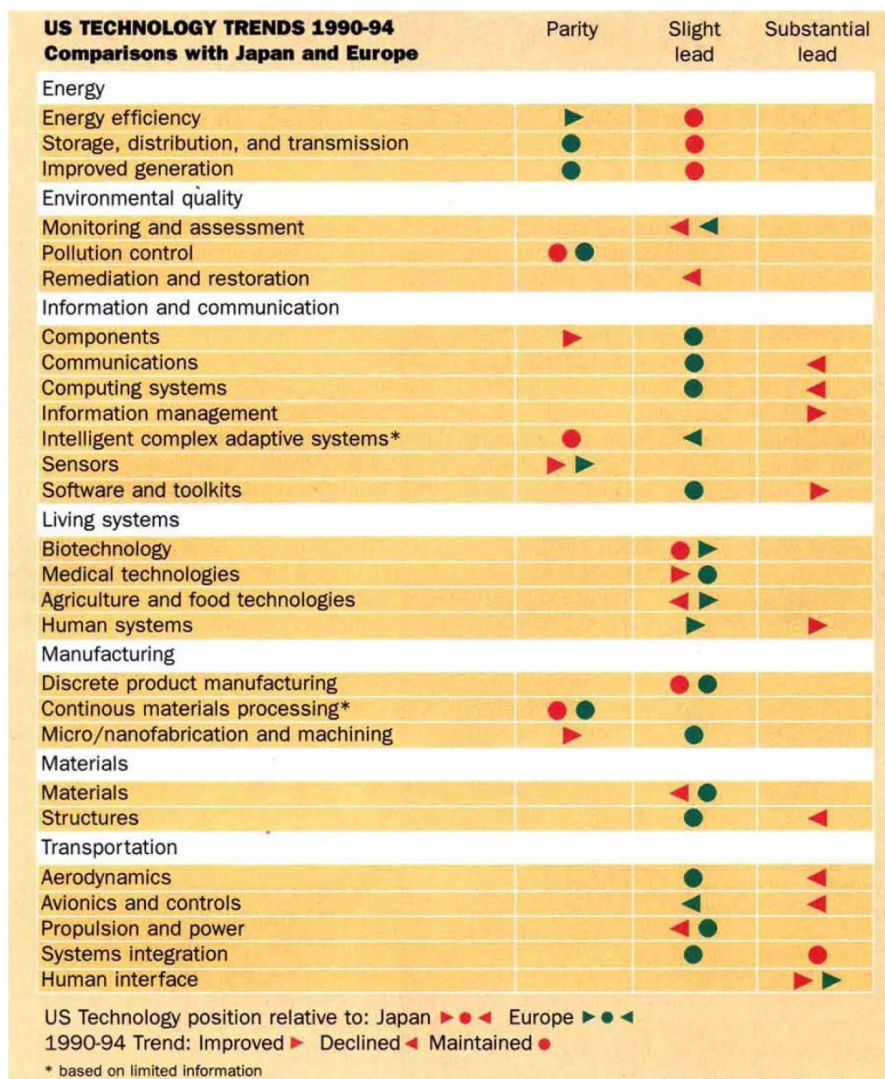 US TECHNOLOGY TRENDS 1990-94
Comparisons with Japan and Europe
Parity
Slight
lead
Substantial
lead
Energy
Energy efficiency
Storage, distribution, and transmission
Improved generation
Environmental quality
Monitoring and assessment
Pollution control
Remediation and restoration
Information and communication
Components
Communications
Computing systems
Information management
Intelligent complex adaptive systems*
Sensors
Software and toolkits
Living systems
Biotechnology
Medical technologies
Agriculture and food technologies
Human systems
Manufacturing
Discrete product manufacturing
Continous materials processing*
Micro/nanofabrication and machining
Materials
Materials
Structures
Transportation
Aerodynamics
Avionics and controls
Propulsion and power
Systems integration
Human interface
US Technology position relative to: Japan ▶●◀ Europe ▶●◀
1990-94 Trend: Improved ▶ Declined ◀ Maintained ●
* based on limited information